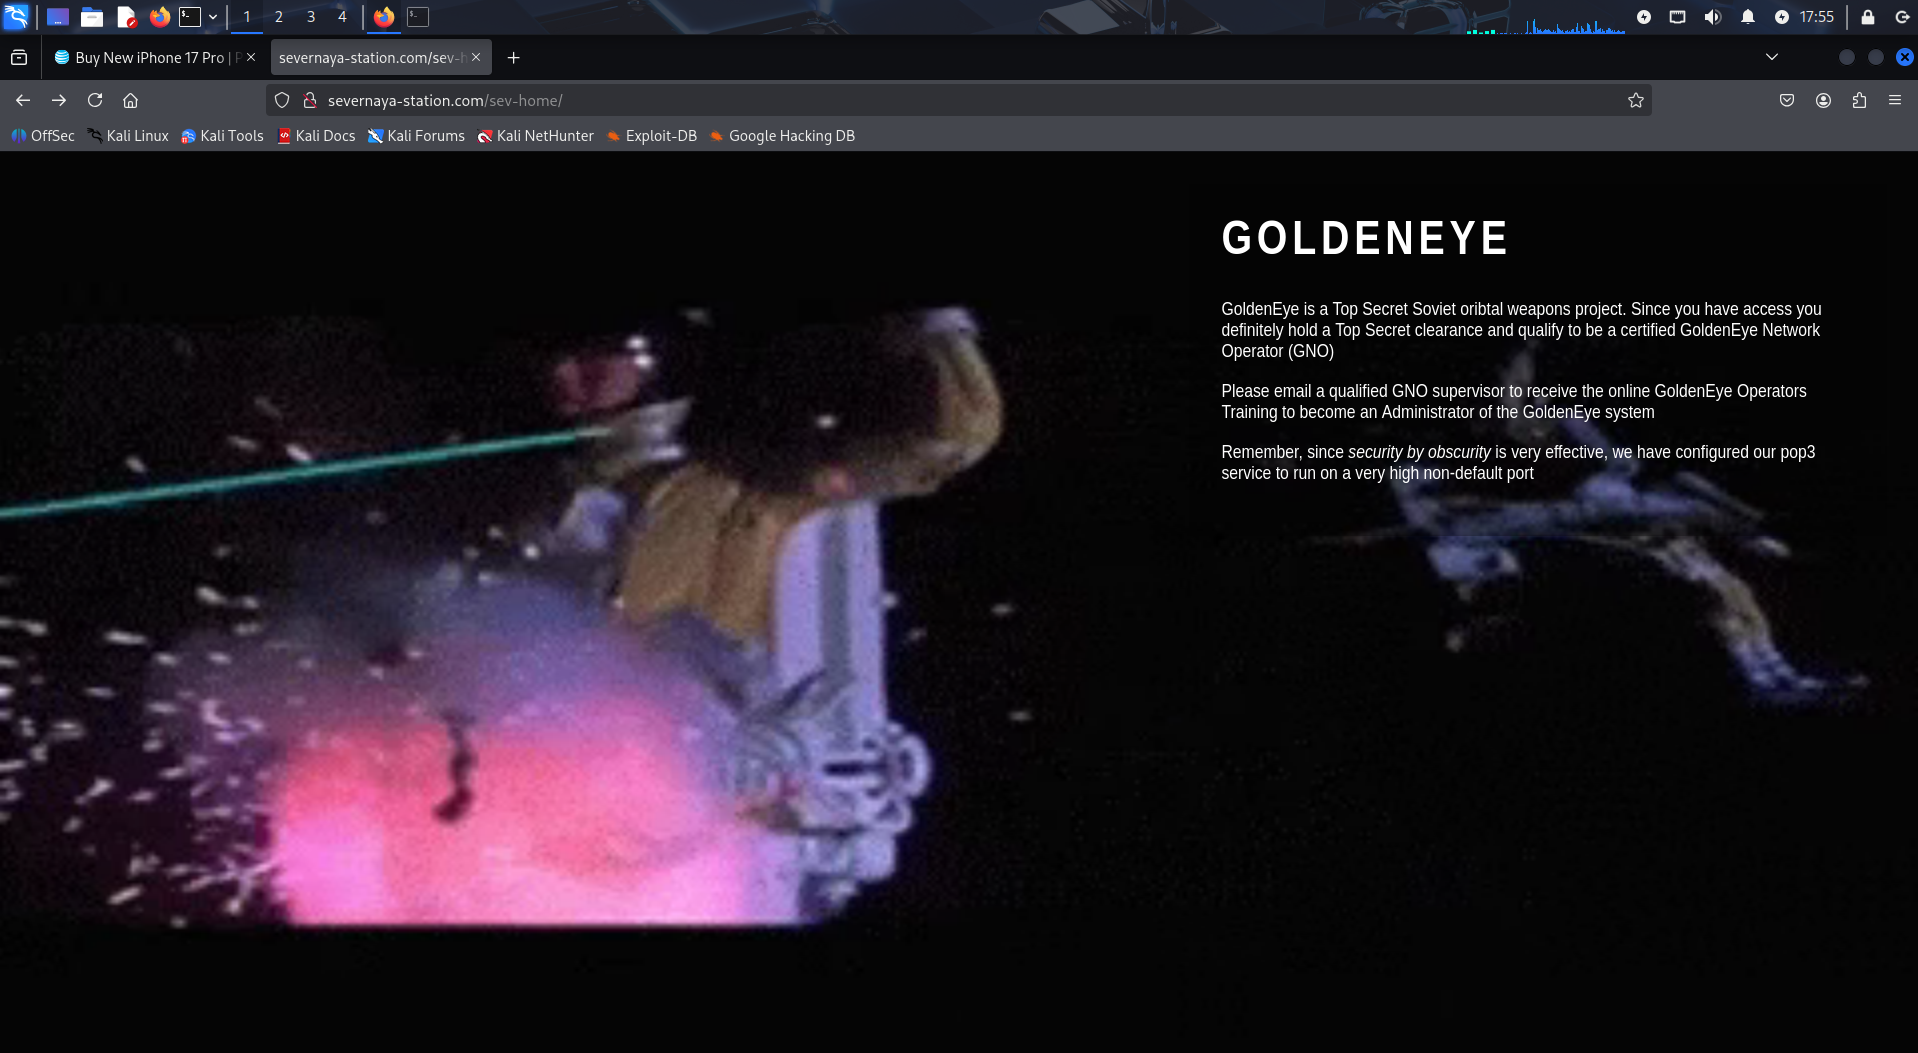 1 2 3 4 17:55
Buy New iPhone 17 Pro | P
severnaya-station.com/sev-h
severnaya-station.com/sev-home/
OffSec Kali Linux Kali Tools Kali Docs Kali Forums Kali NetHunter Exploit-DB Google Hacking DB
GOLDENEYE
GoldenEye is a Top Secret Soviet oribtal weapons project. Since you have access you
definitely hold a Top Secret clearance and qualify to be a certified GoldenEye Network
Operator (GNO)
Please email a qualified GNO supervisor to receive the online GoldenEye Operators
Training to become an Administrator of the GoldenEye system
Remember, since security by obscurity is very effective, we have configured our pop3
service to run on a very high non-default port